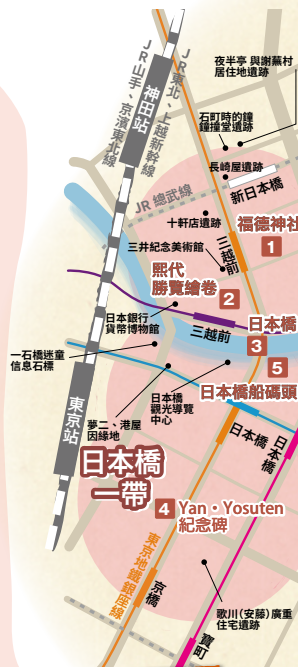 夜半亭 與謝蕪村
居住地遺跡
JR東北、上越新幹線
JR山手、京濱東北線
神田站
石町時的鐘
鐘撞堂遺跡
長崎屋遺跡
新日本橋
JR 總武線
十軒店遺跡
福德神社
1
三井紀念美術館
三越前
熙代
勝覽繪卷
2
日本銀行
貨幣博物館
三越前
日本橋
3
一石橋迷童
信息石標
5
日本橋船碼頭
東京站
夢二、港屋
因緣地
日本橋
觀光導覽
中心
日本橋
日本橋
日本橋
一帶
4
Yan・Yosuten
紀念碑
東京地鐵銀座線
京橋
歌川（安藤）廣重
住宅遺跡
寶町